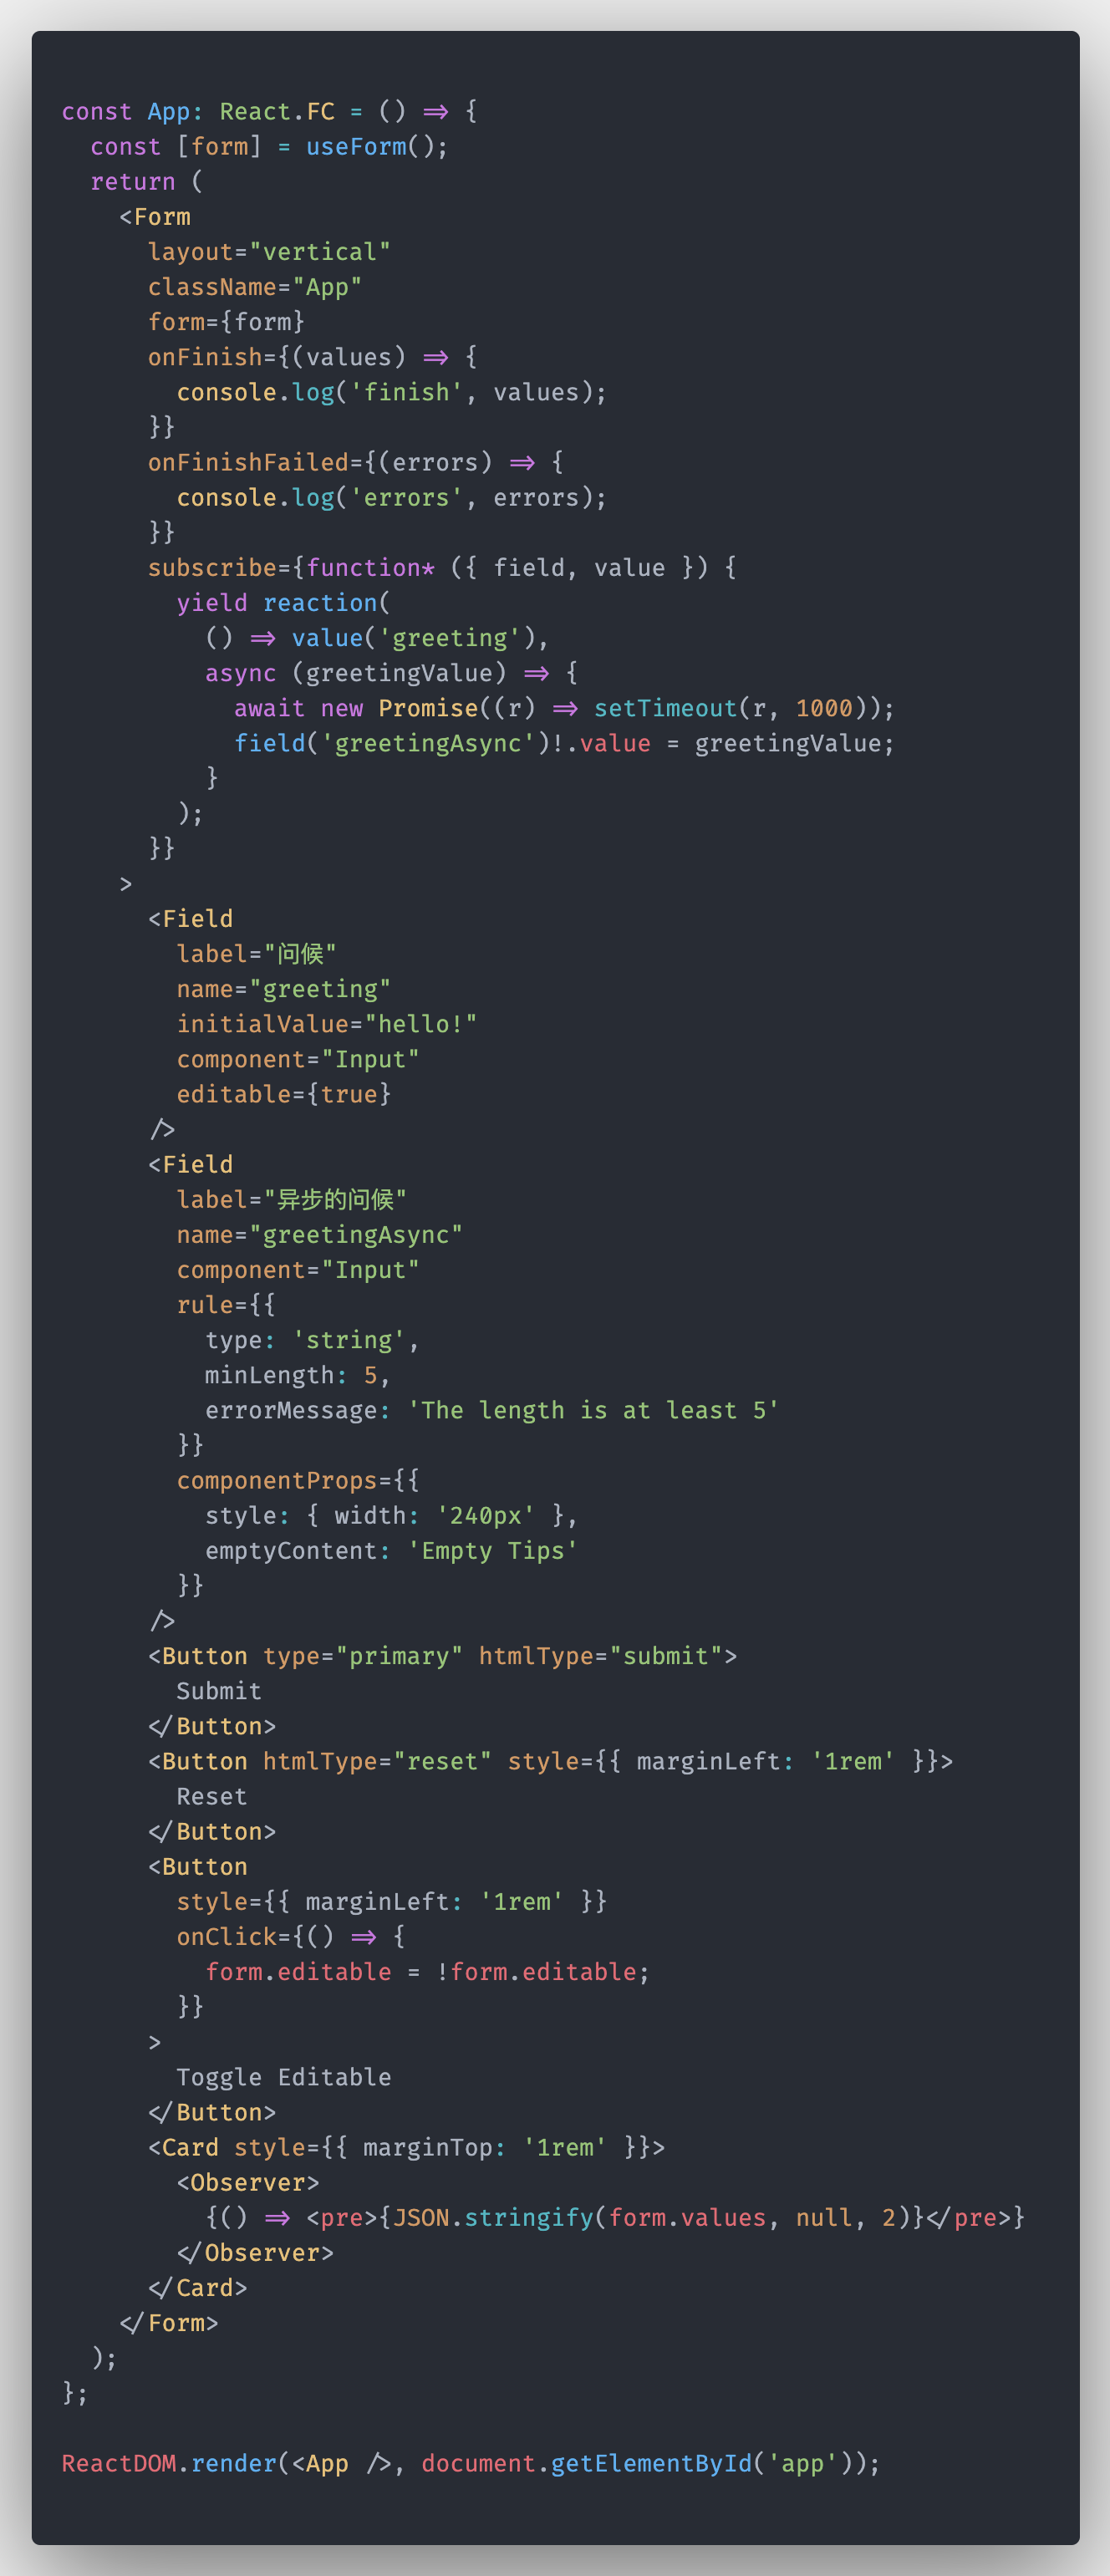 const App: React.FC = () => {
  const [form] = useForm();
  return (
    <Form
      layout="vertical"
      className="App"
      form={form}
      onFinish={(values) => {
        console.log('finish', values);
      }}
      onFinishFailed={(errors) => {
        console.log('errors', errors);
      }}
      subscribe={function* ({ field, value }) {
        yield reaction(
          () => value('greeting'),
          async (greetingValue) => {
            await new Promise((r) => setTimeout(r, 1000));
            field('greetingAsync')!.value = greetingValue;
          }
        );
      }}
    >
      <Field
        label="问候"
        name="greeting"
        initialValue="hello!"
        component="Input"
        editable={true}
      />
      <Field
        label="异步的问候"
        name="greetingAsync"
        component="Input"
        rule={{
          type: 'string',
          minLength: 5,
          errorMessage: 'The length is at least 5'
        }}
        componentProps={{
          style: { width: '240px' },
          emptyContent: 'Empty Tips'
        }}
      />
      <Button type="primary" htmlType="submit">
        Submit
      </Button>
      <Button htmlType="reset" style={{ marginLeft: '1rem' }}>
        Reset
      </Button>
      <Button
        style={{ marginLeft: '1rem' }}
        onClick={() => {
          form.editable = !form.editable;
        }}
      >
        Toggle Editable
      </Button>
      <Card style={{ marginTop: '1rem' }}>
        <Observer>
          {() => <pre>{JSON.stringify(form.values, null, 2)}</pre>}
        </Observer>
      </Card>
    </Form>
  );
};

ReactDOM.render(<App />, document.getElementById('app'));